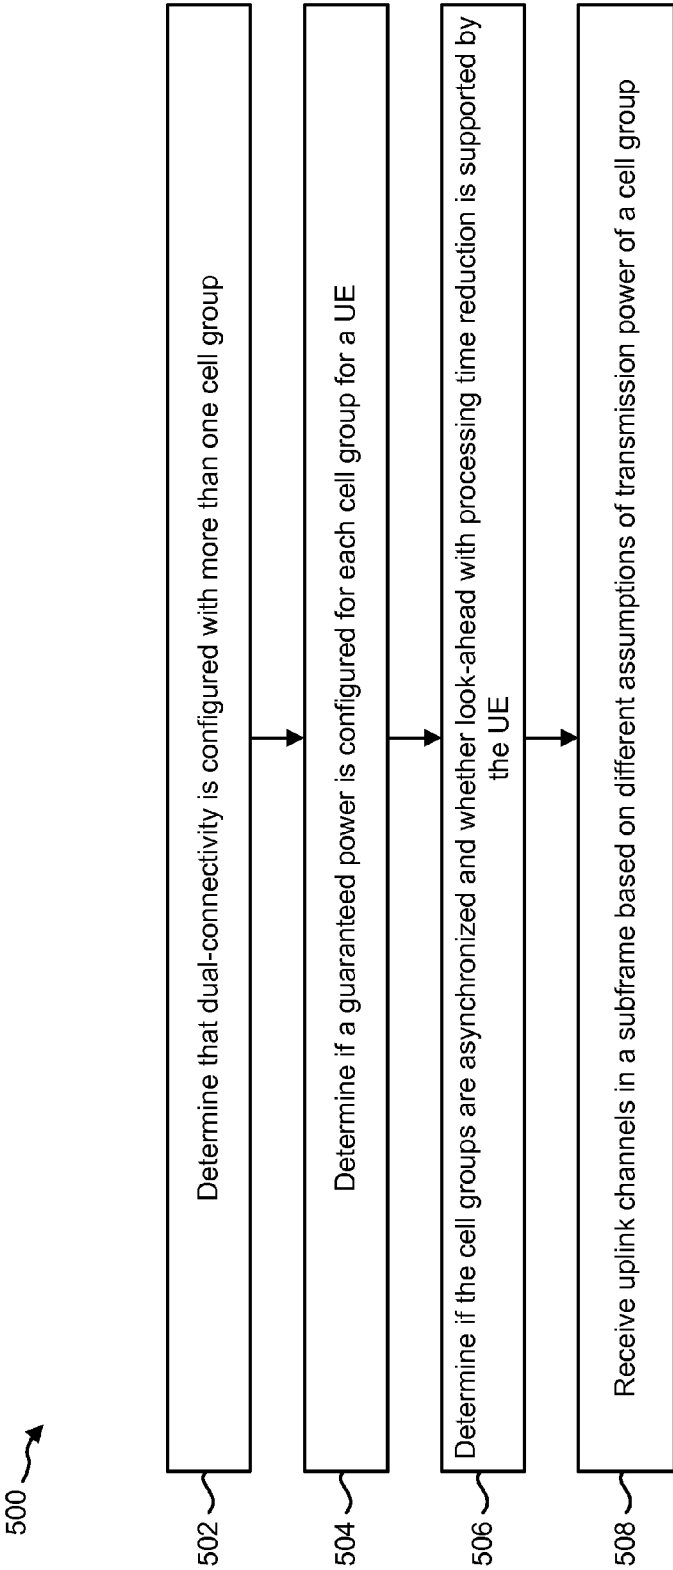 500
502
Determine that dual-connectivity is configured with more than one cell group
504
Determine if a guaranteed power is configured for each cell group for a UE
506
Determine if the cell groups are asynchronized and whether look-ahead with processing time reduction is supported by
the UE
508
Receive uplink channels in a subframe based on different assumptions of transmission power of a cell group